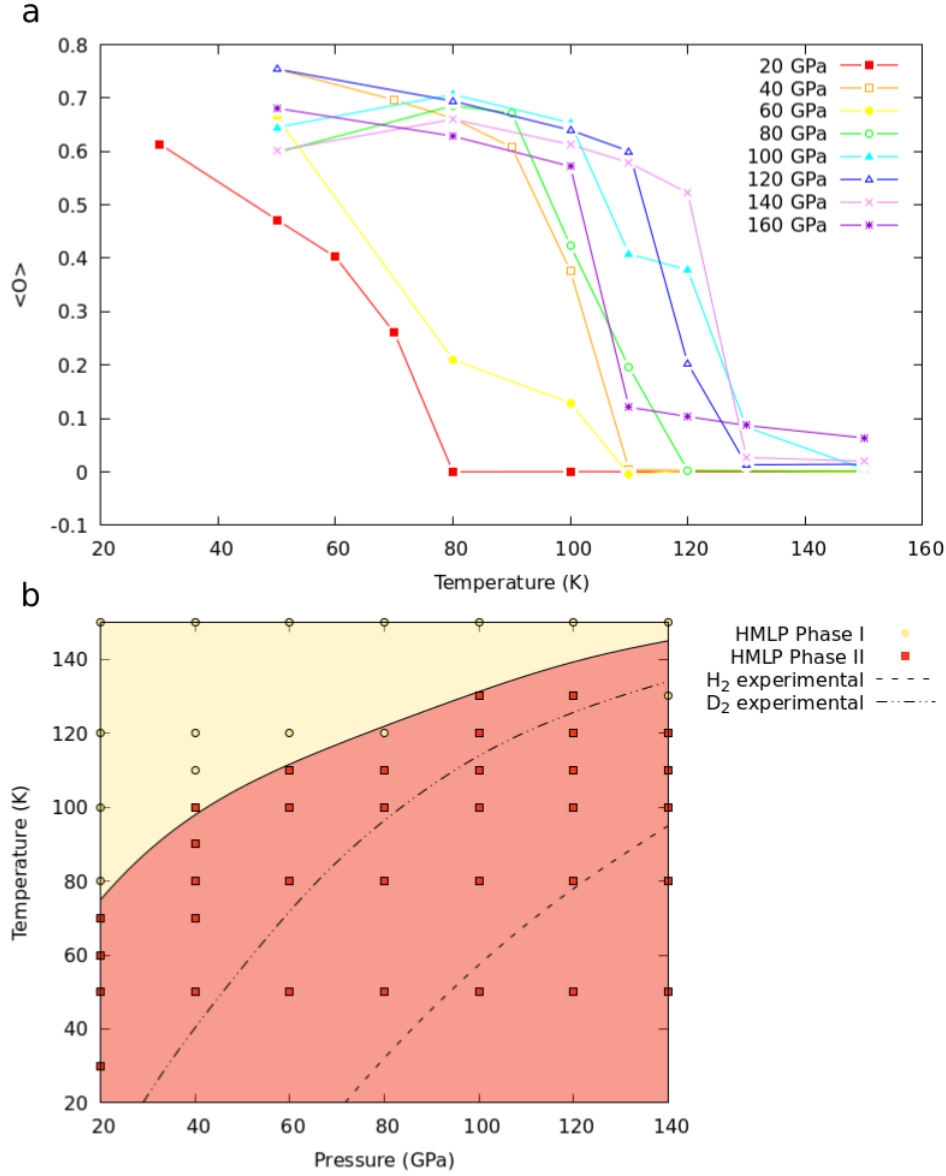 a
0.8
0.7
0.6
0.5
0.4
0.3
0.2
0.1
0
-0.1
<O>
20 GPa
40 GPa
60 GPa
80 GPa
100 GPa
120 GPa
140 GPa
160 GPa
20 40 60 80 100 120 140 160
Temperature (K)
b
140
120
100
80
60
40
20
Temperature (K)
HMLP Phase I
HMLP Phase II
H₂ experimental
D₂ experimental
20 40 60 80 100 120 140
Pressure (GPa)